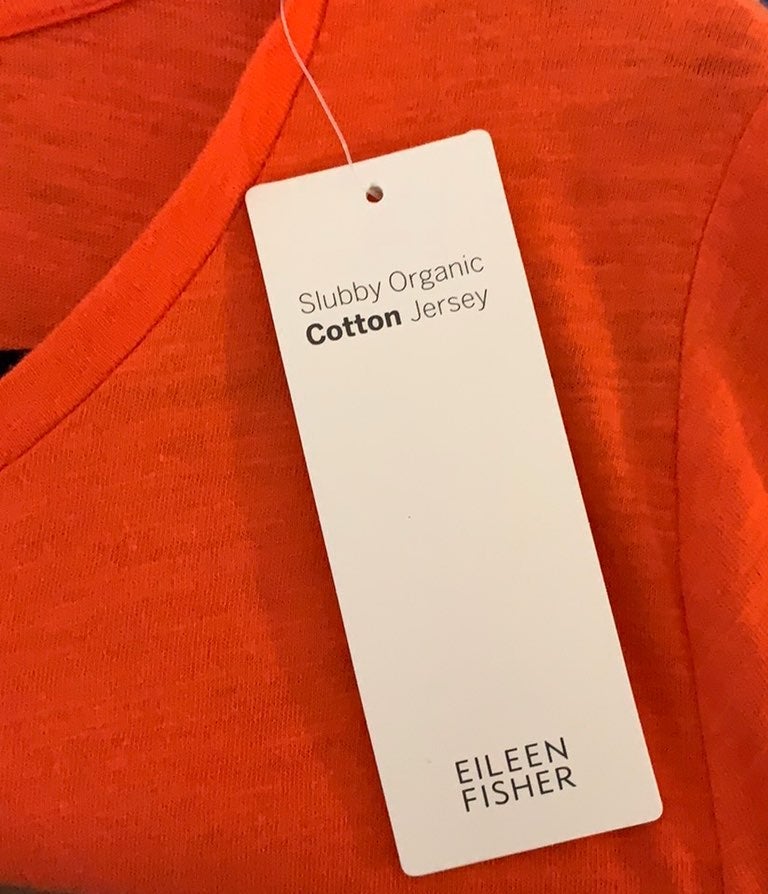 Slubby Organic
Cotton Jersey
EILEEN
FISHER